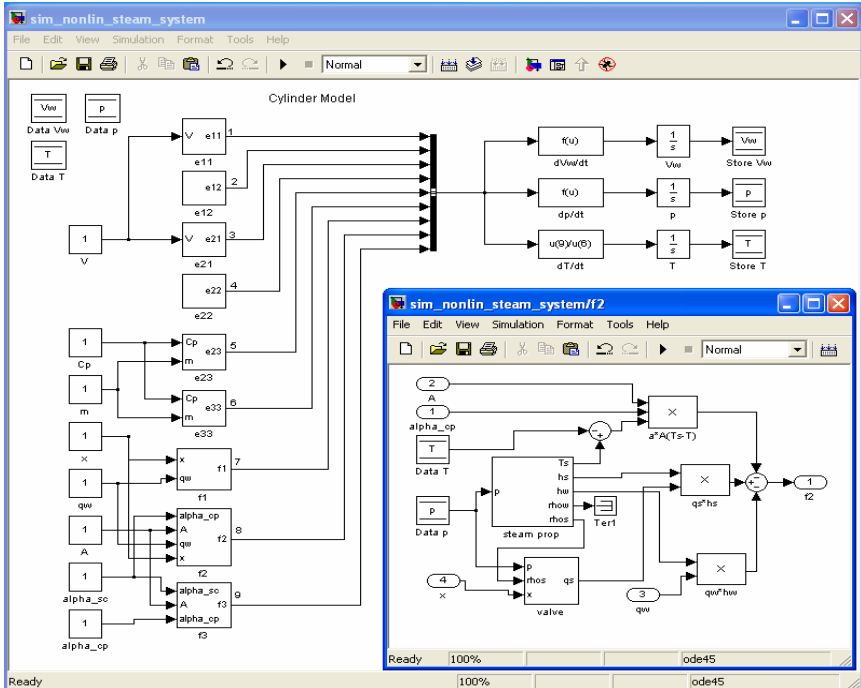 sim_nonlin_steam_system
File Edit View Simulation Format Tools Help
Normal
Cylinder Model
Vw
Data Vw
p
Data p
T
Data T
V e11 1
e11
e12 2
e12
1
V
V e21 3
e21
e22 4
e22
1
Cp
Cp
m
e23 5
e23
1
m
Cp
m
e33 6
e33
1
x
x
qw
f1 7
f1
1
qw
alpha_cp
A
qw
x
f2 8
f2
1
A
1
alpha_sc
alpha_sc
A
alpha_cp
f3 9
f3
1
alpha_cp
f(u)
dVw/dt
1
s
Vw
Vw
Store Vw
f(u)
dp/dt
1
s
p
p
Store p
u(9)/u(6)
dT/dt
1
s
T
T
Store T
sim_nonlin_steam_system/f2
File Edit View Simulation Format Tools Help
Normal
2
A
1
alpha_cp
T
Data T
×
a*A(Ts-T)
p
Data p
p
Ts
hs
hw
rhow
rhos
steam prop
Ter1
×
qs*hs
1
f2
4
x
p
rhos
x
qs
valve
3
qw
×
qw*hw
Ready 100% ode45
Ready 100% ode45